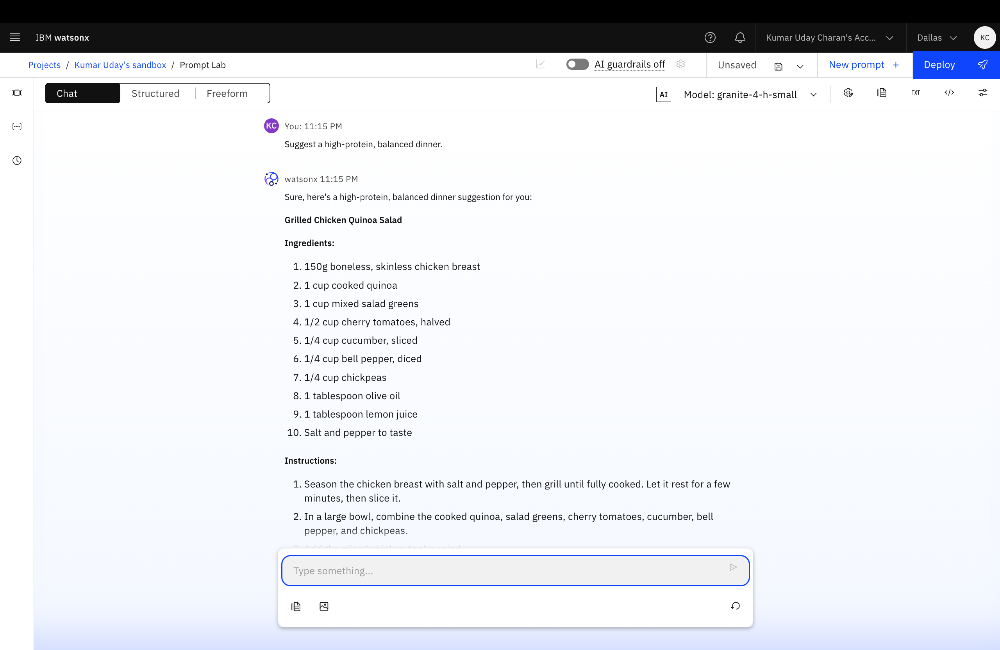 IBM watsonx
Kumar Uday Charan's Acc...
Dallas
KC
Projects / Kumar Uday's sandbox / Prompt Lab
AI guardrails off
Unsaved
New prompt +
Deploy
Chat
Structured
Freeform
AI
Model: granite-4-h-small
TXT
</>
KC
You: 11:15 PM
Suggest a high-protein, balanced dinner.
watsonx 11:15 PM
Sure, here's a high-protein, balanced dinner suggestion for you:
Grilled Chicken Quinoa Salad
Ingredients:
1. 150g boneless, skinless chicken breast
2. 1 cup cooked quinoa
3. 1 cup mixed salad greens
4. 1/2 cup cherry tomatoes, halved
5. 1/4 cup cucumber, sliced
6. 1/4 cup bell pepper, diced
7. 1/4 cup chickpeas
8. 1 tablespoon olive oil
9. 1 tablespoon lemon juice
10. Salt and pepper to taste
Instructions:
1. Season the chicken breast with salt and pepper, then grill until fully cooked. Let it rest for a few
minutes, then slice it.
2. In a large bowl, combine the cooked quinoa, salad greens, cherry tomatoes, cucumber, bell
pepper, and chickpeas.
3. Add the sliced chicken to the salad.
Type something...